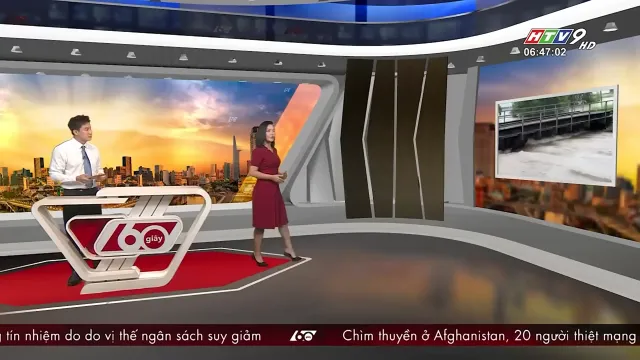 HTV9 HD
06:47:02
60 giây
g tín nhiệm do do vị thế ngân sách suy giảm 60 Chìm thuyền ở Afghanistan, 20 người thiệt mạng